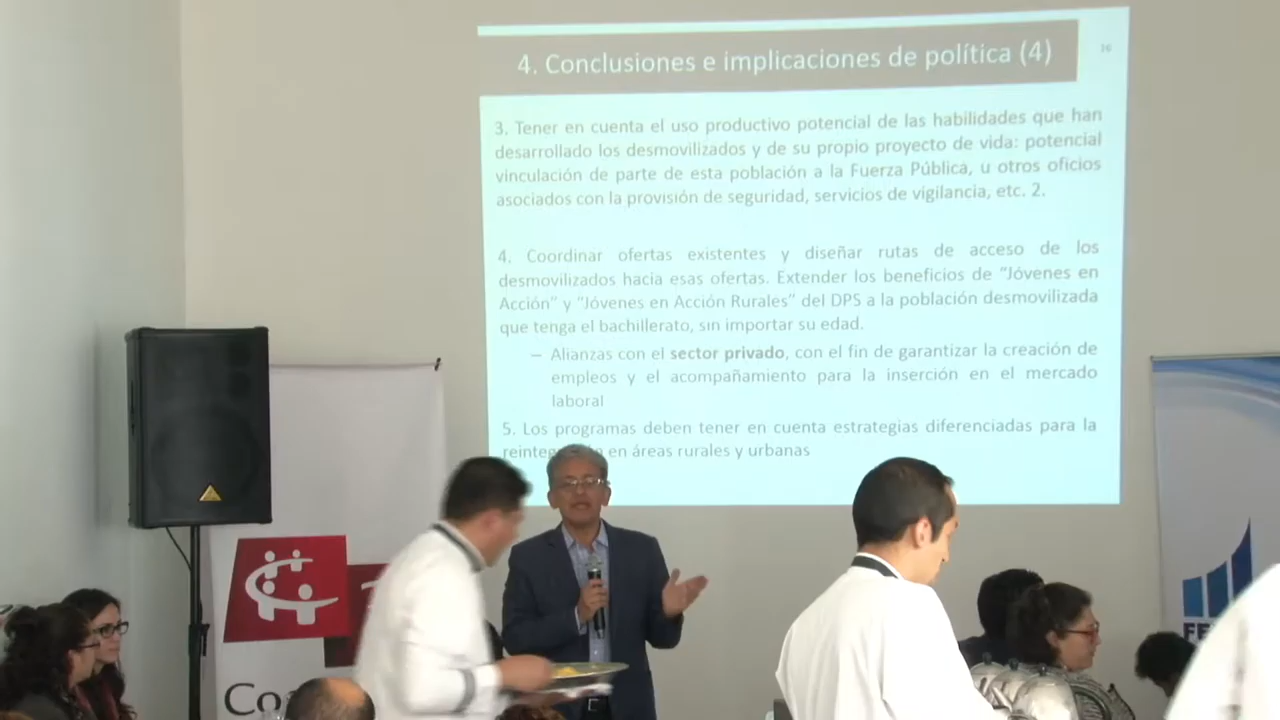 4. Conclusiones e implicaciones de política (4)
3. Tener en cuenta el uso productivo potencial de las habilidades que han
desarrollado los desmovilizados y de su propio proyecto de vida: potencial
vinculación de parte de esta población a la Fuerza Pública, u otros oficios
asociados con la provisión de seguridad, servicios de vigilancia, etc. 2.
4. Coordinar ofertas existentes y diseñar rutas de acceso de los
desmovilizados hacia esas ofertas. Extender los beneficios de "Jóvenes en
Acción" y "Jóvenes en Acción Rurales" del DPS a la población desmovilizada
que tenga el bachillerato, sin importar su edad.
– Alianzas con el sector privado, con el fin de garantizar la creación de
empleos y el acompañamiento para la inserción en el mercado
laboral
5. Los programas deben tener en cuenta estrategias diferenciadas para la
en áreas rurales y urbanas